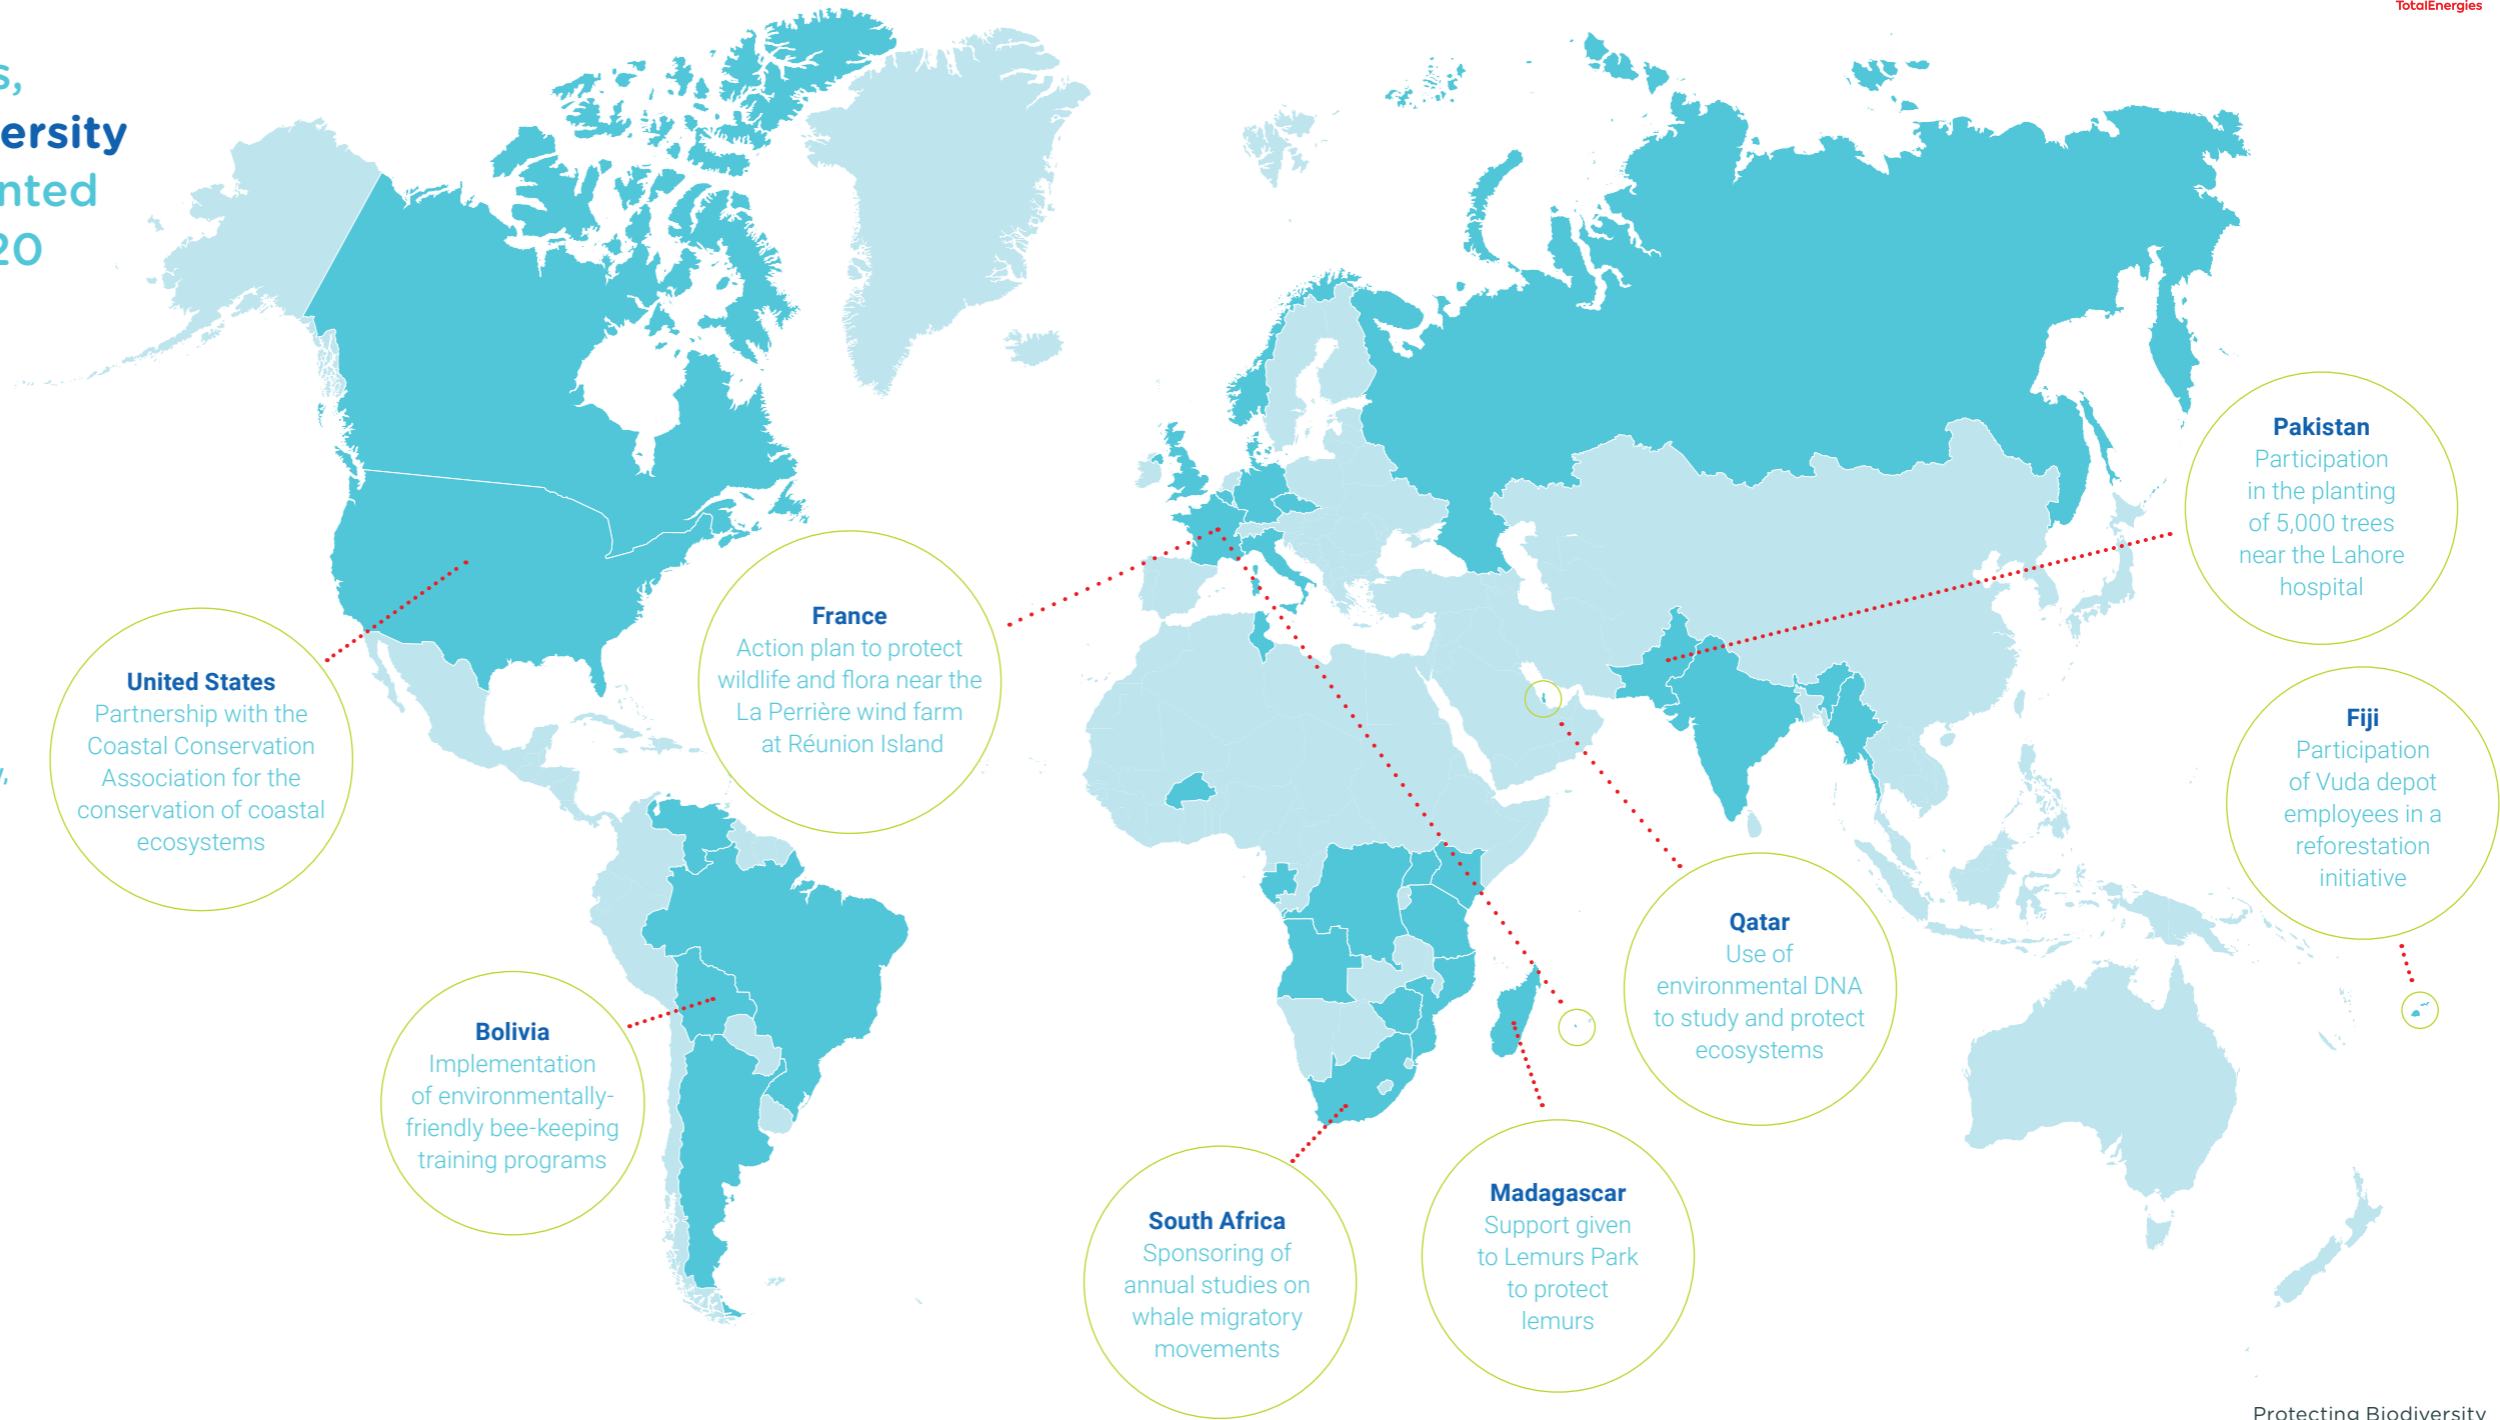 TotalEnergies
s,
ersity
nted
20
y,
United States
Partnership with the
Coastal Conservation
Association for the
conservation of coastal
ecosystems
France
Action plan to protect
wildlife and flora near the
La Perrière wind farm
at Réunion Island
Bolivia
Implementation
of environmentally-
friendly bee-keeping
training programs
South Africa
Sponsoring of
annual studies on
whale migratory
movements
Madagascar
Support given
to Lemurs Park
to protect
lemurs
Qatar
Use of
environmental DNA
to study and protect
ecosystems
Pakistan
Participation
in the planting
of 5,000 trees
near the Lahore
hospital
Fiji
Participation
of Vuda depot
employees in a
reforestation
initiative
Protecting Biodiversity